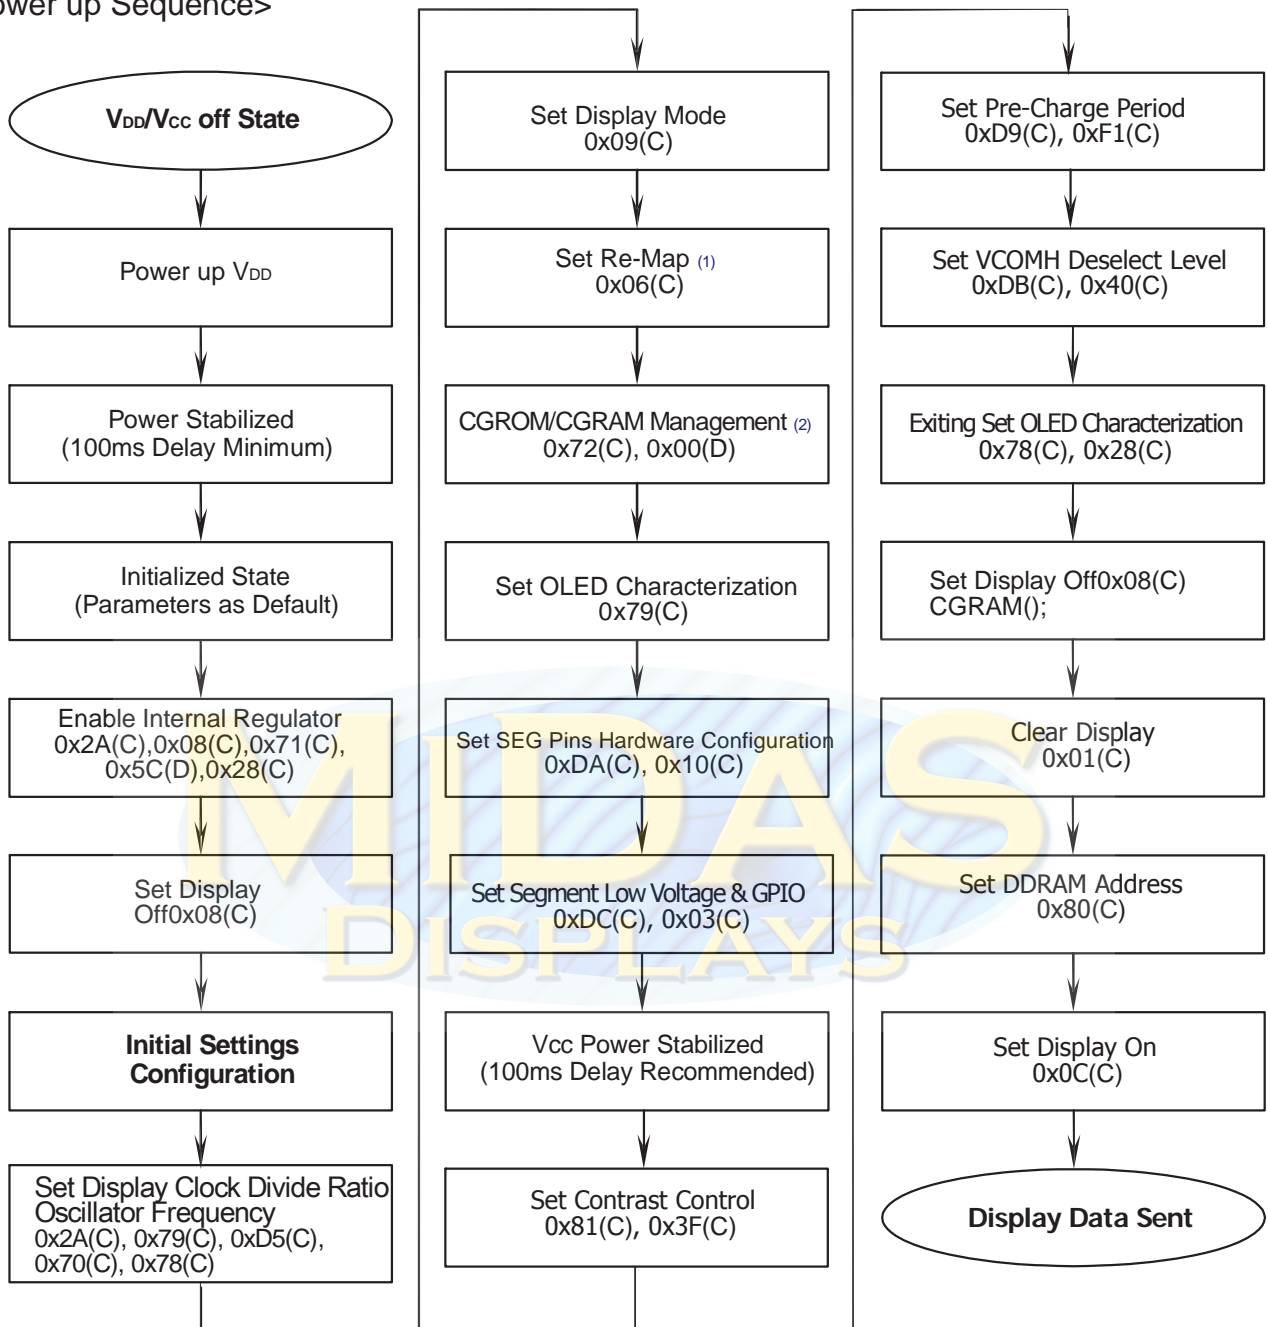 ower up Sequence>
VDD/VCC off State
Power up VDD
Power Stabilized
(100ms Delay Minimum)
Initialized State
(Parameters as Default)
Enable Internal Regulator
0x2A(C),0x08(C),0x71(C),
0x5C(D),0x28(C)
Set Display
Off0x08(C)
Initial Settings
Configuration
Set Display Clock Divide Ratio
Oscillator Frequency
0x2A(C), 0x79(C), 0xD5(C),
0x70(C), 0x78(C)
Set Display Mode
0x09(C)
Set Re-Map (1)
0x06(C)
CGROM/CGRAM Management (2)
0x72(C), 0x00(D)
Set OLED Characterization
0x79(C)
Set SEG Pins Hardware Configuration
0xDA(C), 0x10(C)
Set Segment Low Voltage & GPIO
0xDC(C), 0x03(C)
Vcc Power Stabilized
(100ms Delay Recommended)
Set Contrast Control
0x81(C), 0x3F(C)
Set Pre-Charge Period
0xD9(C), 0xF1(C)
Set VCOMH Deselect Level
0xDB(C), 0x40(C)
Exiting Set OLED Characterization
0x78(C), 0x28(C)
Set Display Off0x08(C)
CGRAM();
Clear Display
0x01(C)
Set DDRAM Address
0x80(C)
Set Display On
0x0C(C)
Display Data Sent
MIDAS
DISPLAYS